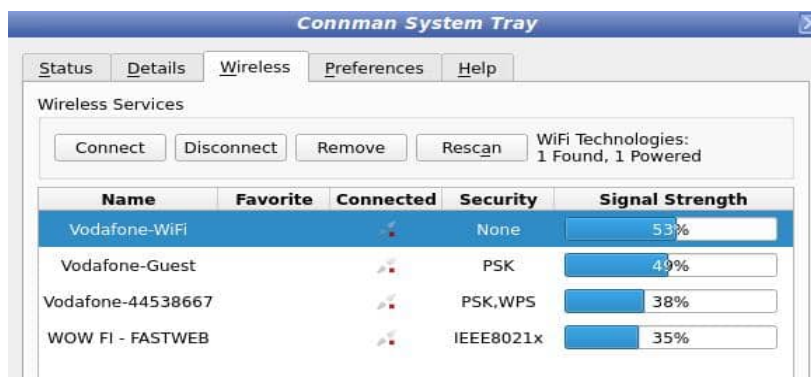 Connman System Tray
Status Details Wireless Preferences Help
Wireless Services
Connect Disconnect Remove Rescan WiFi Technologies:
1 Found, 1 Powered
Name Favorite Connected Security Signal Strength
Vodafone-WiFi None 53%
Vodafone-Guest PSK 49%
Vodafone-44538667 PSK,WPS 38%
WOW FI - FASTWEB IEEE8021x 35%